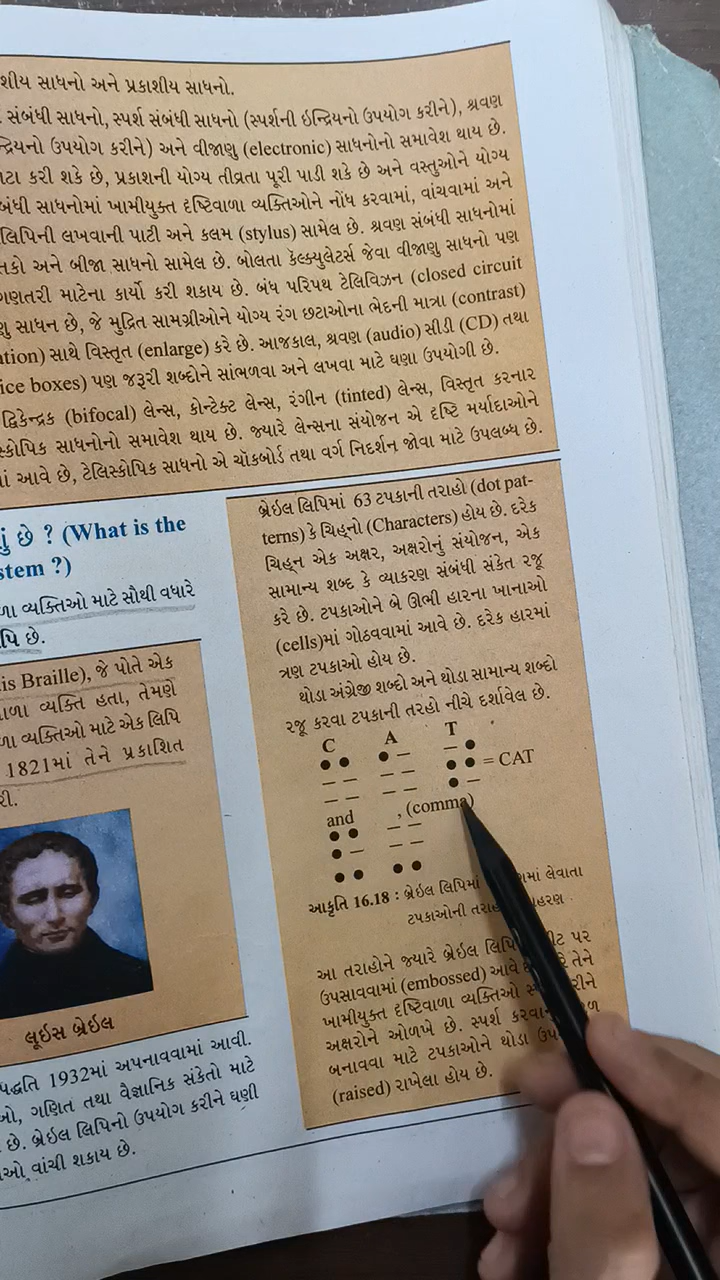 શીય સાધનો અને પ્રકાશીય સાધનો.
સંબંધી સાધનો, સ્પર્શ સંબંધી સાધનો (સ્પર્શની ઇન્દ્રિયનો ઉપયોગ કરીને), શ્રવણ
ન્દ્રિયનો ઉપયોગ કરીને) અને વીજાણુ (electronic) સાધનોનો સમાવેશ થાય છે.
ટા કરી શકે છે, પ્રકાશની યોગ્ય તીવ્રતા પૂરી પાડી શકે છે અને વસ્તુઓને યોગ્ય
બંધી સાધનોમાં ખામીયુક્ત દૃષ્ટિવાળા વ્યક્તિઓને નોંધ કરવામાં, વાંચવામાં અને
લિપિની લખવાની પાટી અને કલમ (stylus) સામેલ છે. શ્રવણ સંબંધી સાધનોમાં
તકો અને બીજા સાધનો સામેલ છે. બોલતા કૅલ્ક્યુલેટર્સ જેવા વીજાણુ સાધનો પણ
ગણતરી માટેના કાર્યો કરી શકાય છે. બંધ પરિપથ ટેલિવિઝન (closed circuit
ણુ સાધન છે, જે મુદ્રિત સામગ્રીઓને યોગ્ય રંગ છટાઓના ભેદની માત્રા (contrast)
ation) સાથે વિસ્તૃત (enlarge) કરે છે. આજકાલ, શ્રવણ (audio) સીડી (CD) તથા
ice boxes) પણ જરૂરી શબ્દોને સાંભળવા અને લખવા માટે ઘણા ઉપયોગી છે.
દ્વિકેન્દ્રક (bifocal) લેન્સ, કોન્ટેક્ટ લેન્સ, રંગીન (tinted) લેન્સ, વિસ્તૃત કરનાર
સ્કોપિક સાધનોનો સમાવેશ થાય છે. જ્યારે લેન્સના સંયોજન એ દૃષ્ટિ મર્યાદાઓને
માં આવે છે, ટેલિસ્કોપિક સાધનો એ ચૉકબોર્ડ તથા વર્ગ નિદર્શન જોવા માટે ઉપલબ્ધ છે.
છે ? (What is the
stem ?)
ળા વ્યક્તિઓ માટે સૌથી વધારે
પિ છે.
is Braille), જે પોતે એક
ાળા વ્યક્તિ હતા, તેમણે
ળા વ્યક્તિઓ માટે એક લિપિ
1821માં તેને પ્રકાશિત
રી.
લૂઇસ બ્રેઇલ
પદ્ધતિ 1932માં અપનાવવામાં આવી.
ઓ, ગણિત તથા વૈજ્ઞાનિક સંકેતો માટે
છે. બ્રેઇલ લિપિનો ઉપયોગ કરીને ઘણી
ઓ વાંચી શકાય છે.
બ્રેઇલ લિપિમાં 63 ટપકાની તરાહો (dot pat-
terns) કે ચિહ્નો (Characters) હોય છે. દરેક
ચિહ્ન એક અક્ષર, અક્ષરોનું સંયોજન, એક
સામાન્ય શબ્દ કે વ્યાકરણ સંબંધી સંકેત રજૂ
કરે છે. ટપકાઓને બે ઊભી હારના ખાનાઓ
(cells)માં ગોઠવવામાં આવે છે. દરેક હારમાં
ત્રણ ટપકાઓ હોય છે.
થોડા અંગ્રેજી શબ્દો અને થોડા સામાન્ય શબ્દો
રજૂ કરવા ટપકાની તરહો નીચે દર્શાવેલ છે.
C A T
= CAT
and , (comma)
આકૃતિ 16.18 : બ્રેઇલ લિપિમાં માં લેવાતા
ટપકાઓની
આ તરાહોને જ્યારે બ્રેઇલ લિપિ પર
ઉપસાવવામાં (embossed) આવે તેને
ખામીયુક્ત દૃષ્ટિવાળા વ્યક્તિઓ
અક્ષરોને ઓળખે છે. સ્પર્શ
બનાવવા માટે ટપકાઓને થોડા
(raised) રાખેલા હોય છે.